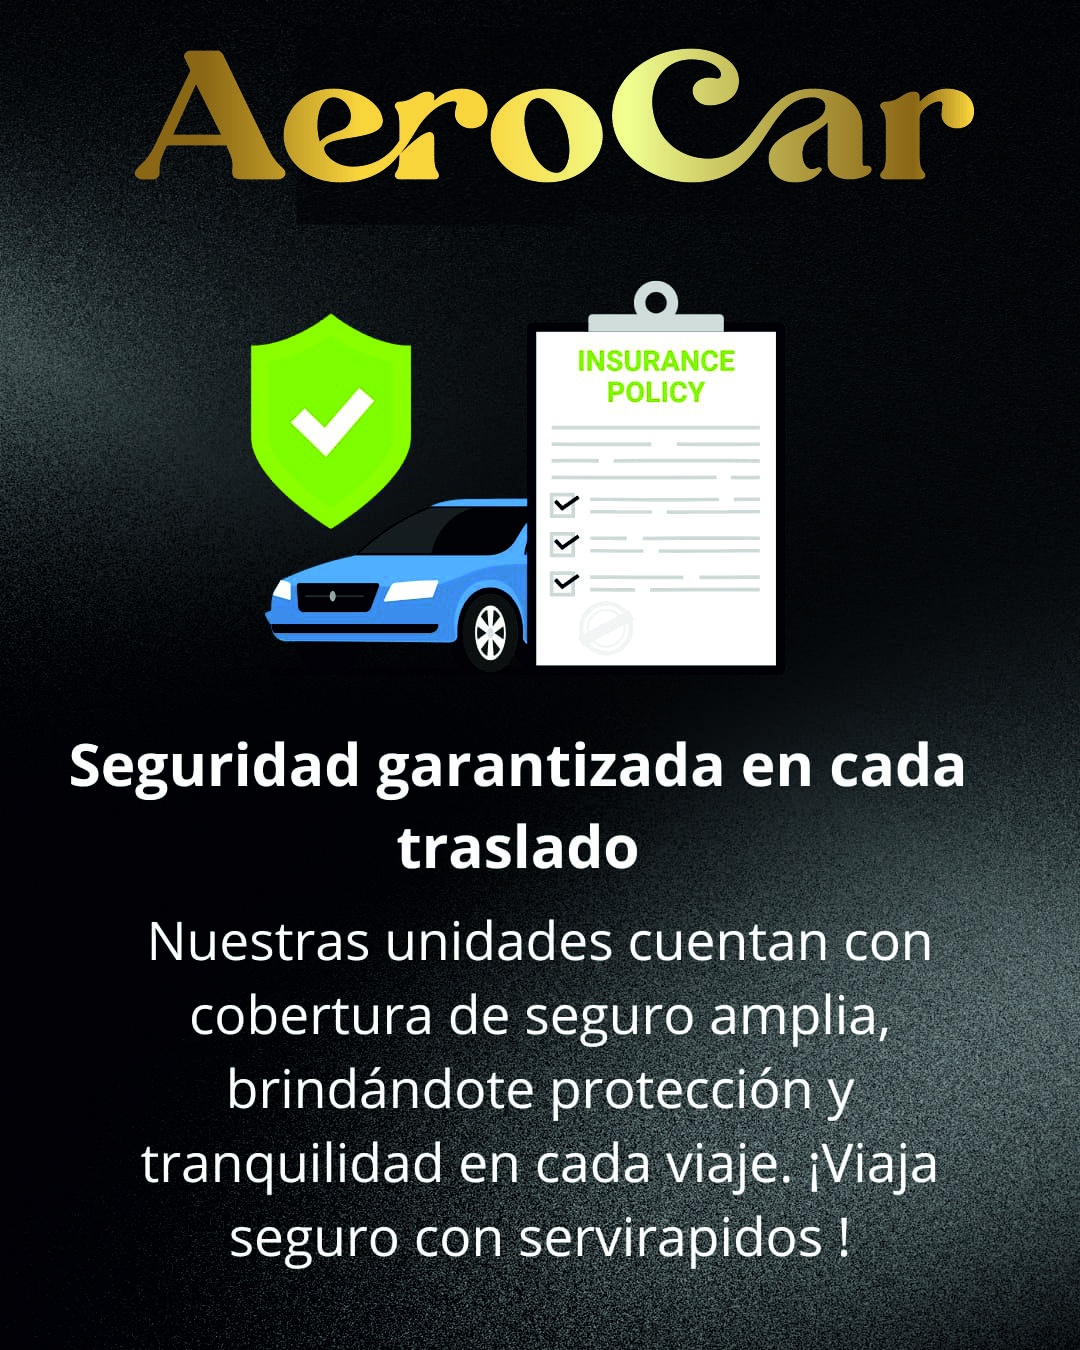 AeroCar
INSURANCE
POLICY
Seguridad garantizada en cada
traslado
Nuestras unidades cuentan con
cobertura de seguro amplia,
brindándote protección y
tranquilidad en cada viaje. ¡Viaja
seguro con servirapidos !